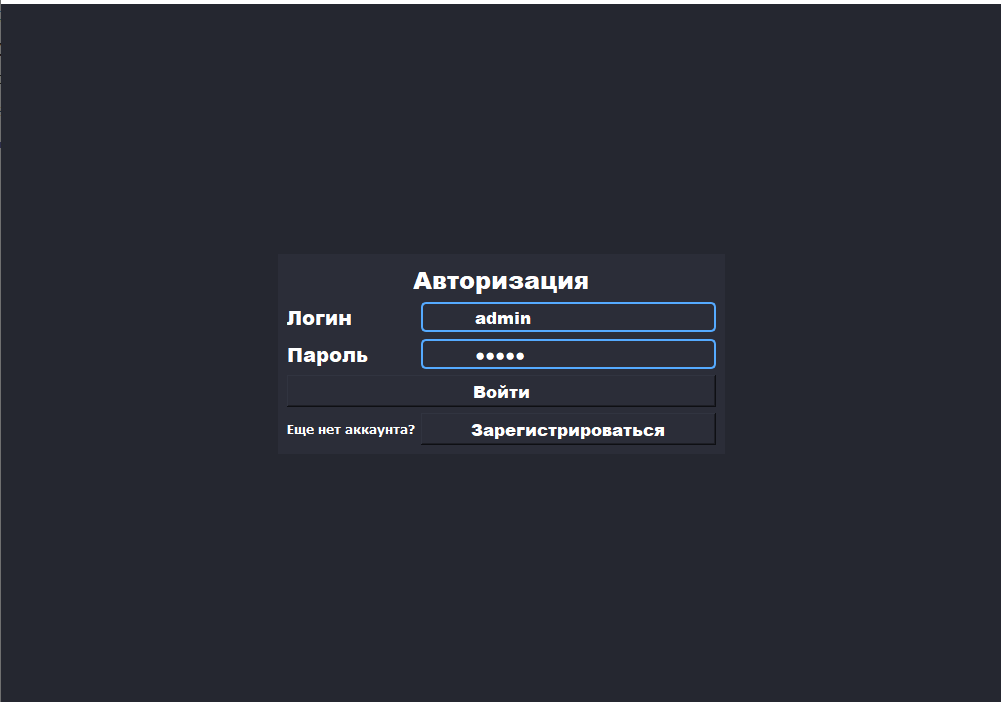 Авторизация
Логин admin
Пароль •••••
Войти
Еще нет аккаунта? Зарегистрироваться